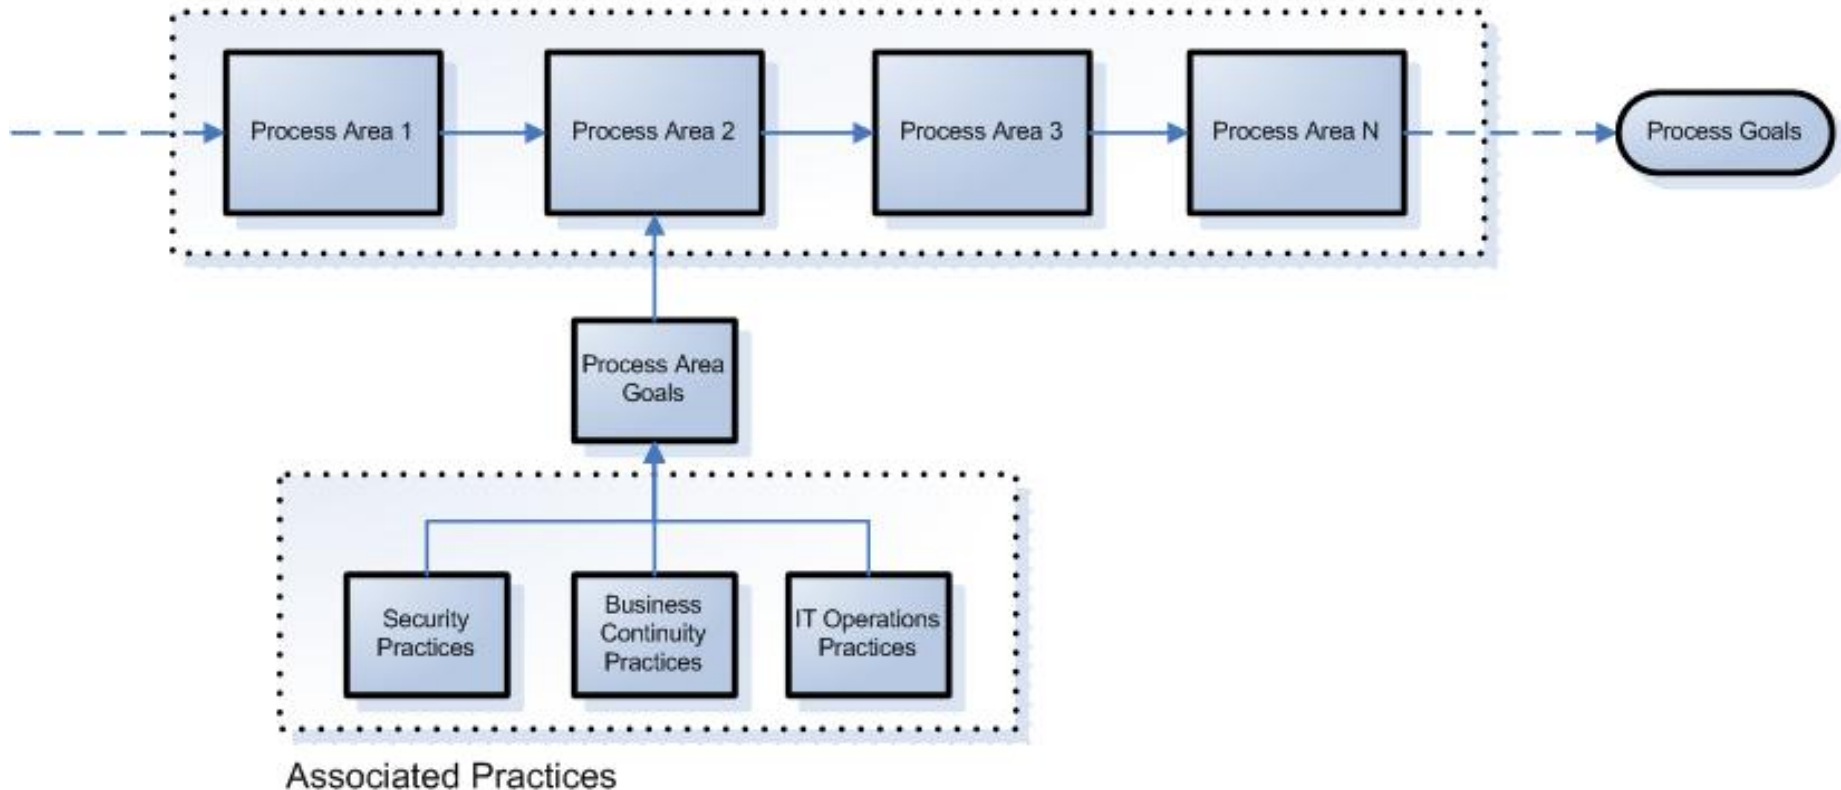 Process Area 1
Process Area 2
Process Area 3
Process Area N
Process Goals
Process Area
Goals
Security
Practices
Business
Continuity
Practices
IT Operations
Practices
Associated Practices